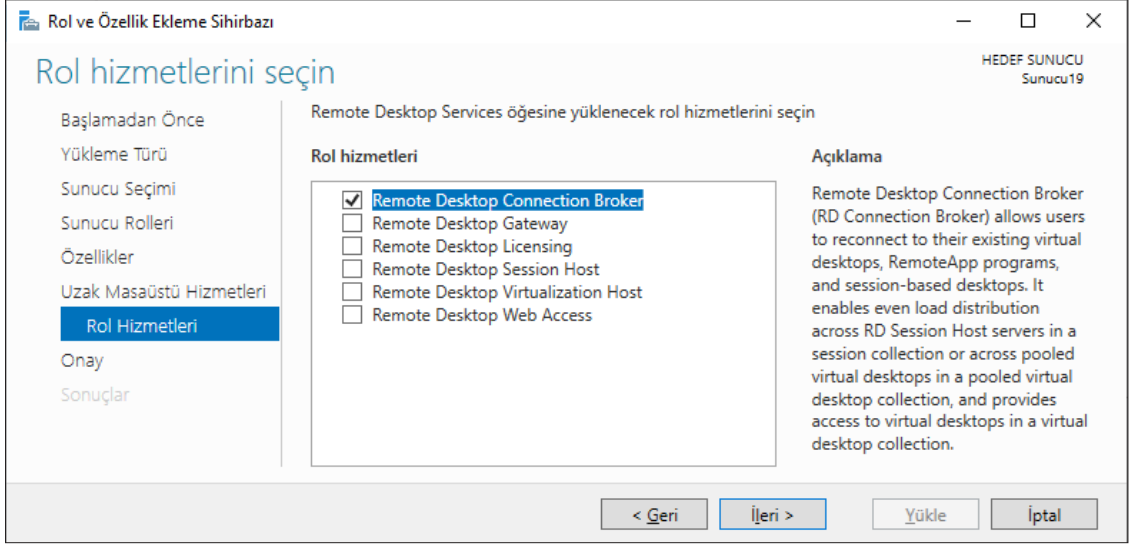 Rol ve Özellik Ekleme Sihirbazı
Rol hizmetlerini seçin
HEDEF SUNUCU
Sunucu19
Başlamadan Önce
Yükleme Türü
Sunucu Seçimi
Sunucu Rolleri
Özellikler
Uzak Masaüstü Hizmetleri
Rol Hizmetleri
Onay
Sonuçlar
Remote Desktop Services öğesine yüklenecek rol hizmetlerini seçin
Rol hizmetleri
Remote Desktop Connection Broker
Remote Desktop Gateway
Remote Desktop Licensing
Remote Desktop Session Host
Remote Desktop Virtualization Host
Remote Desktop Web Access
Açıklama
Remote Desktop Connection Broker
(RD Connection Broker) allows users
to reconnect to their existing virtual
desktops, RemoteApp programs,
and session-based desktops. It
enables even load distribution
across RD Session Host servers in a
session collection or across pooled
virtual desktops in a pooled virtual
desktop collection, and provides
access to virtual desktops in a virtual
desktop collection.
< Geri
İleri >
Yükle
İptal